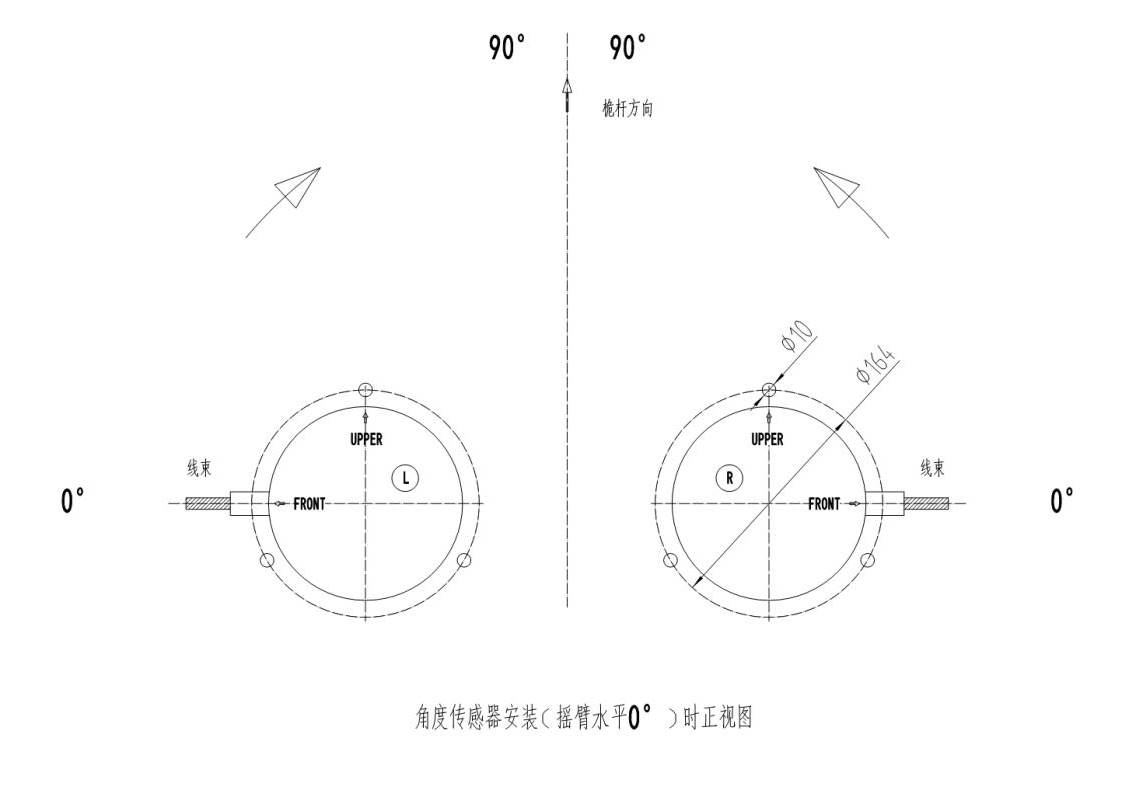 90° 90°
桅杆方向
ϕ10
ϕ164
UPPER UPPER
线束 L R 线束
0° FRONT FRONT 0°
角度传感器安装(摇臂水平0° )时正视图